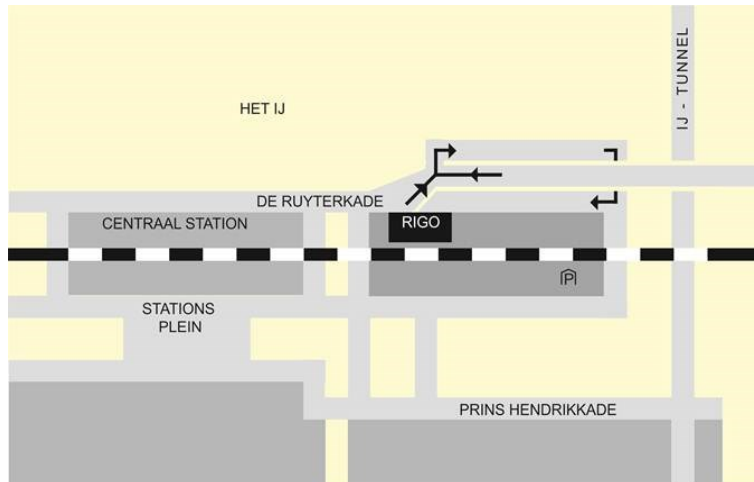 HET IJ
IJ - TUNNEL
DE RUYTERKADE
CENTRAAL STATION
RIGO
P
STATIONS
PLEIN
PRINS HENDRIKKADE